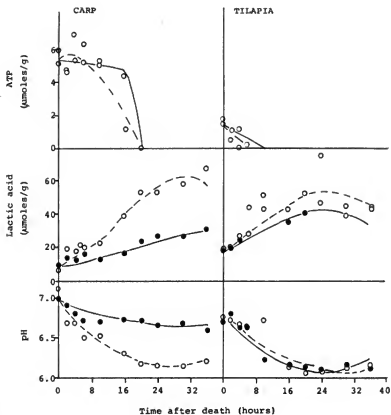 CARP
TILAPIA
ATP
(μmoles/g)
6
4
2
0
Lactic acid
(μmoles/g)
60
40
20
0
pH
7.0
6.5
6.0
0 8 16 24 32 0 8 16 24 32 40
Time after death (hours)